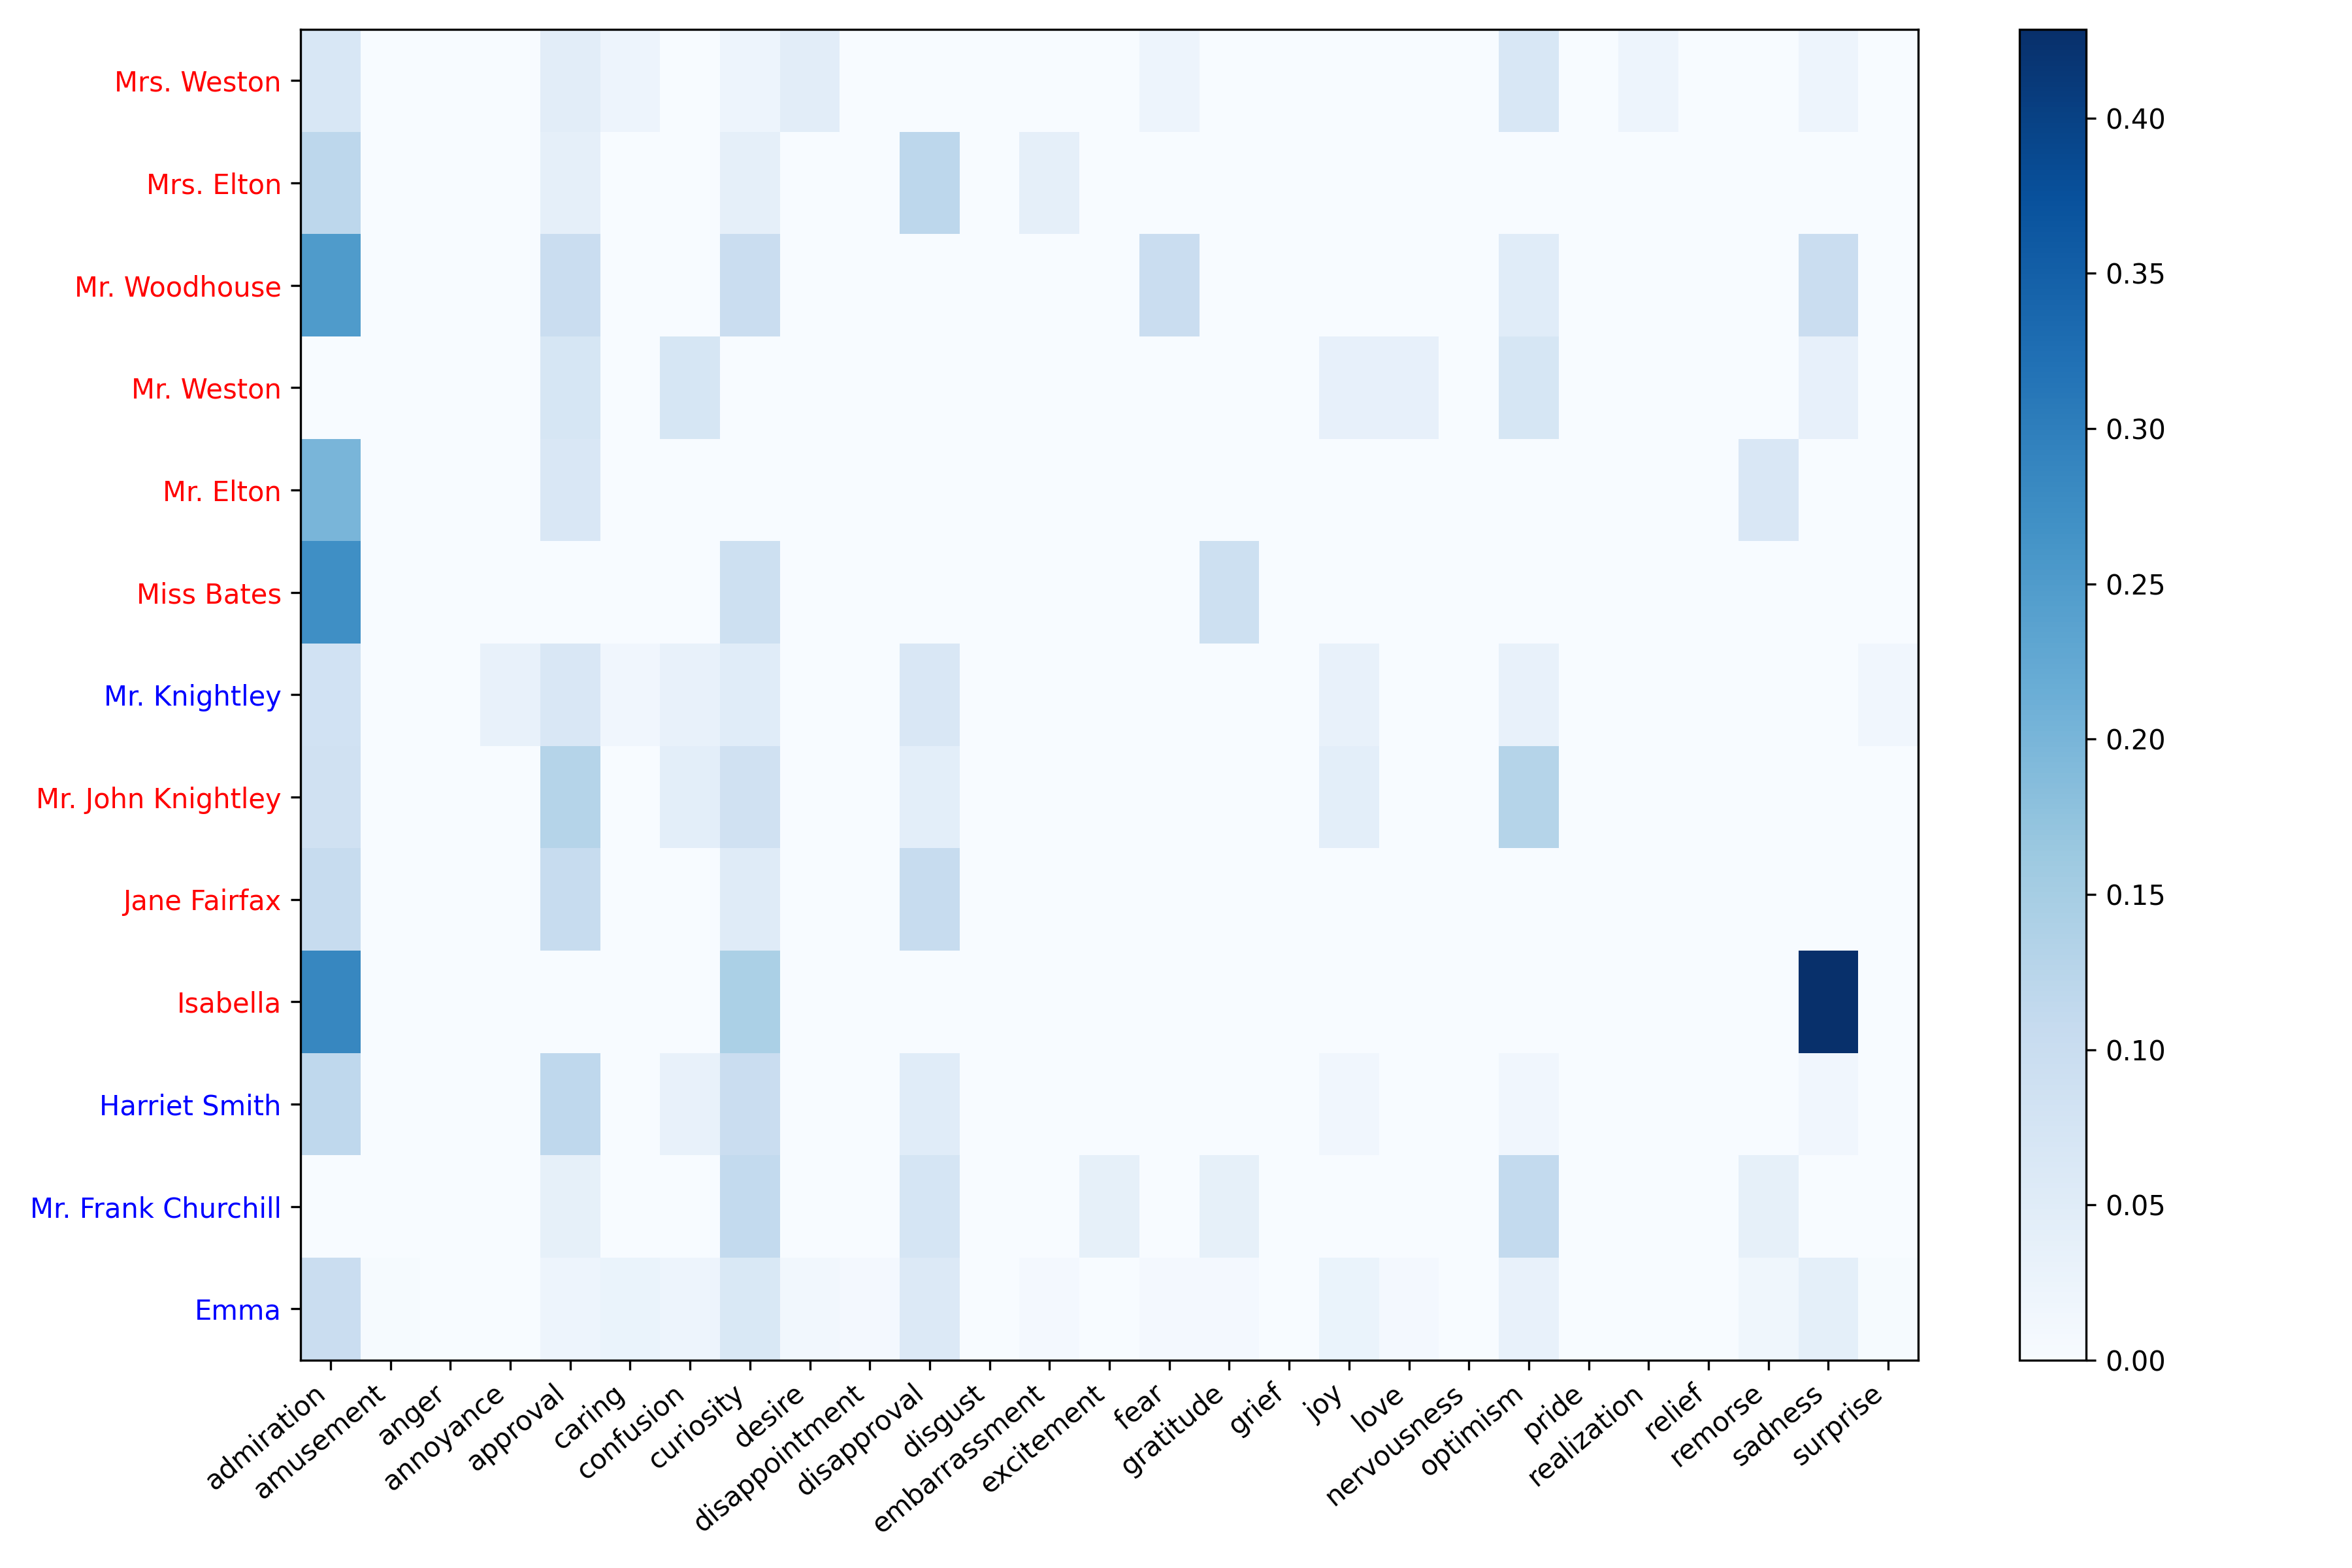 Mrs. Weston
Mrs. Elton
Mr. Woodhouse
Mr. Weston
Mr. Elton
Miss Bates
Mr. Knightley
Mr. John Knightley
Jane Fairfax
Isabella
Harriet Smith
Mr. Frank Churchill
Emma
admiration
amusement
anger
annoyance
approval
caring
confusion
curiosity
desire
disappointment
disapproval
disgust
embarrassment
excitement
fear
gratitude
grief
joy
love
nervousness
optimism
pride
realization
relief
remorse
sadness
surprise
0.40
0.35
0.30
0.25
0.20
0.15
0.10
0.05
0.00